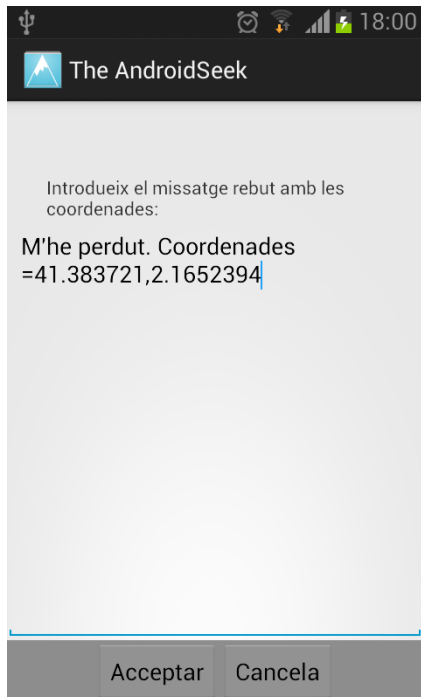 18:00
The AndroidSeek
Introdueix el missatge rebut amb les
coordenades:
M'he perdut. Coordenades
=41.383721,2.1652394
Acceptar Cancela